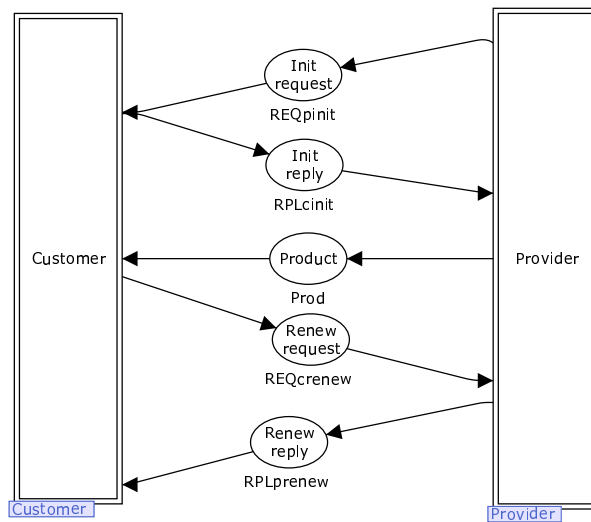 Init
request
REQpinit
Init
reply
RPLcinit
Customer
Product
Provider
Prod
Renew
request
REQcrenew
Renew
reply
RPLprenew
Customer
Provider